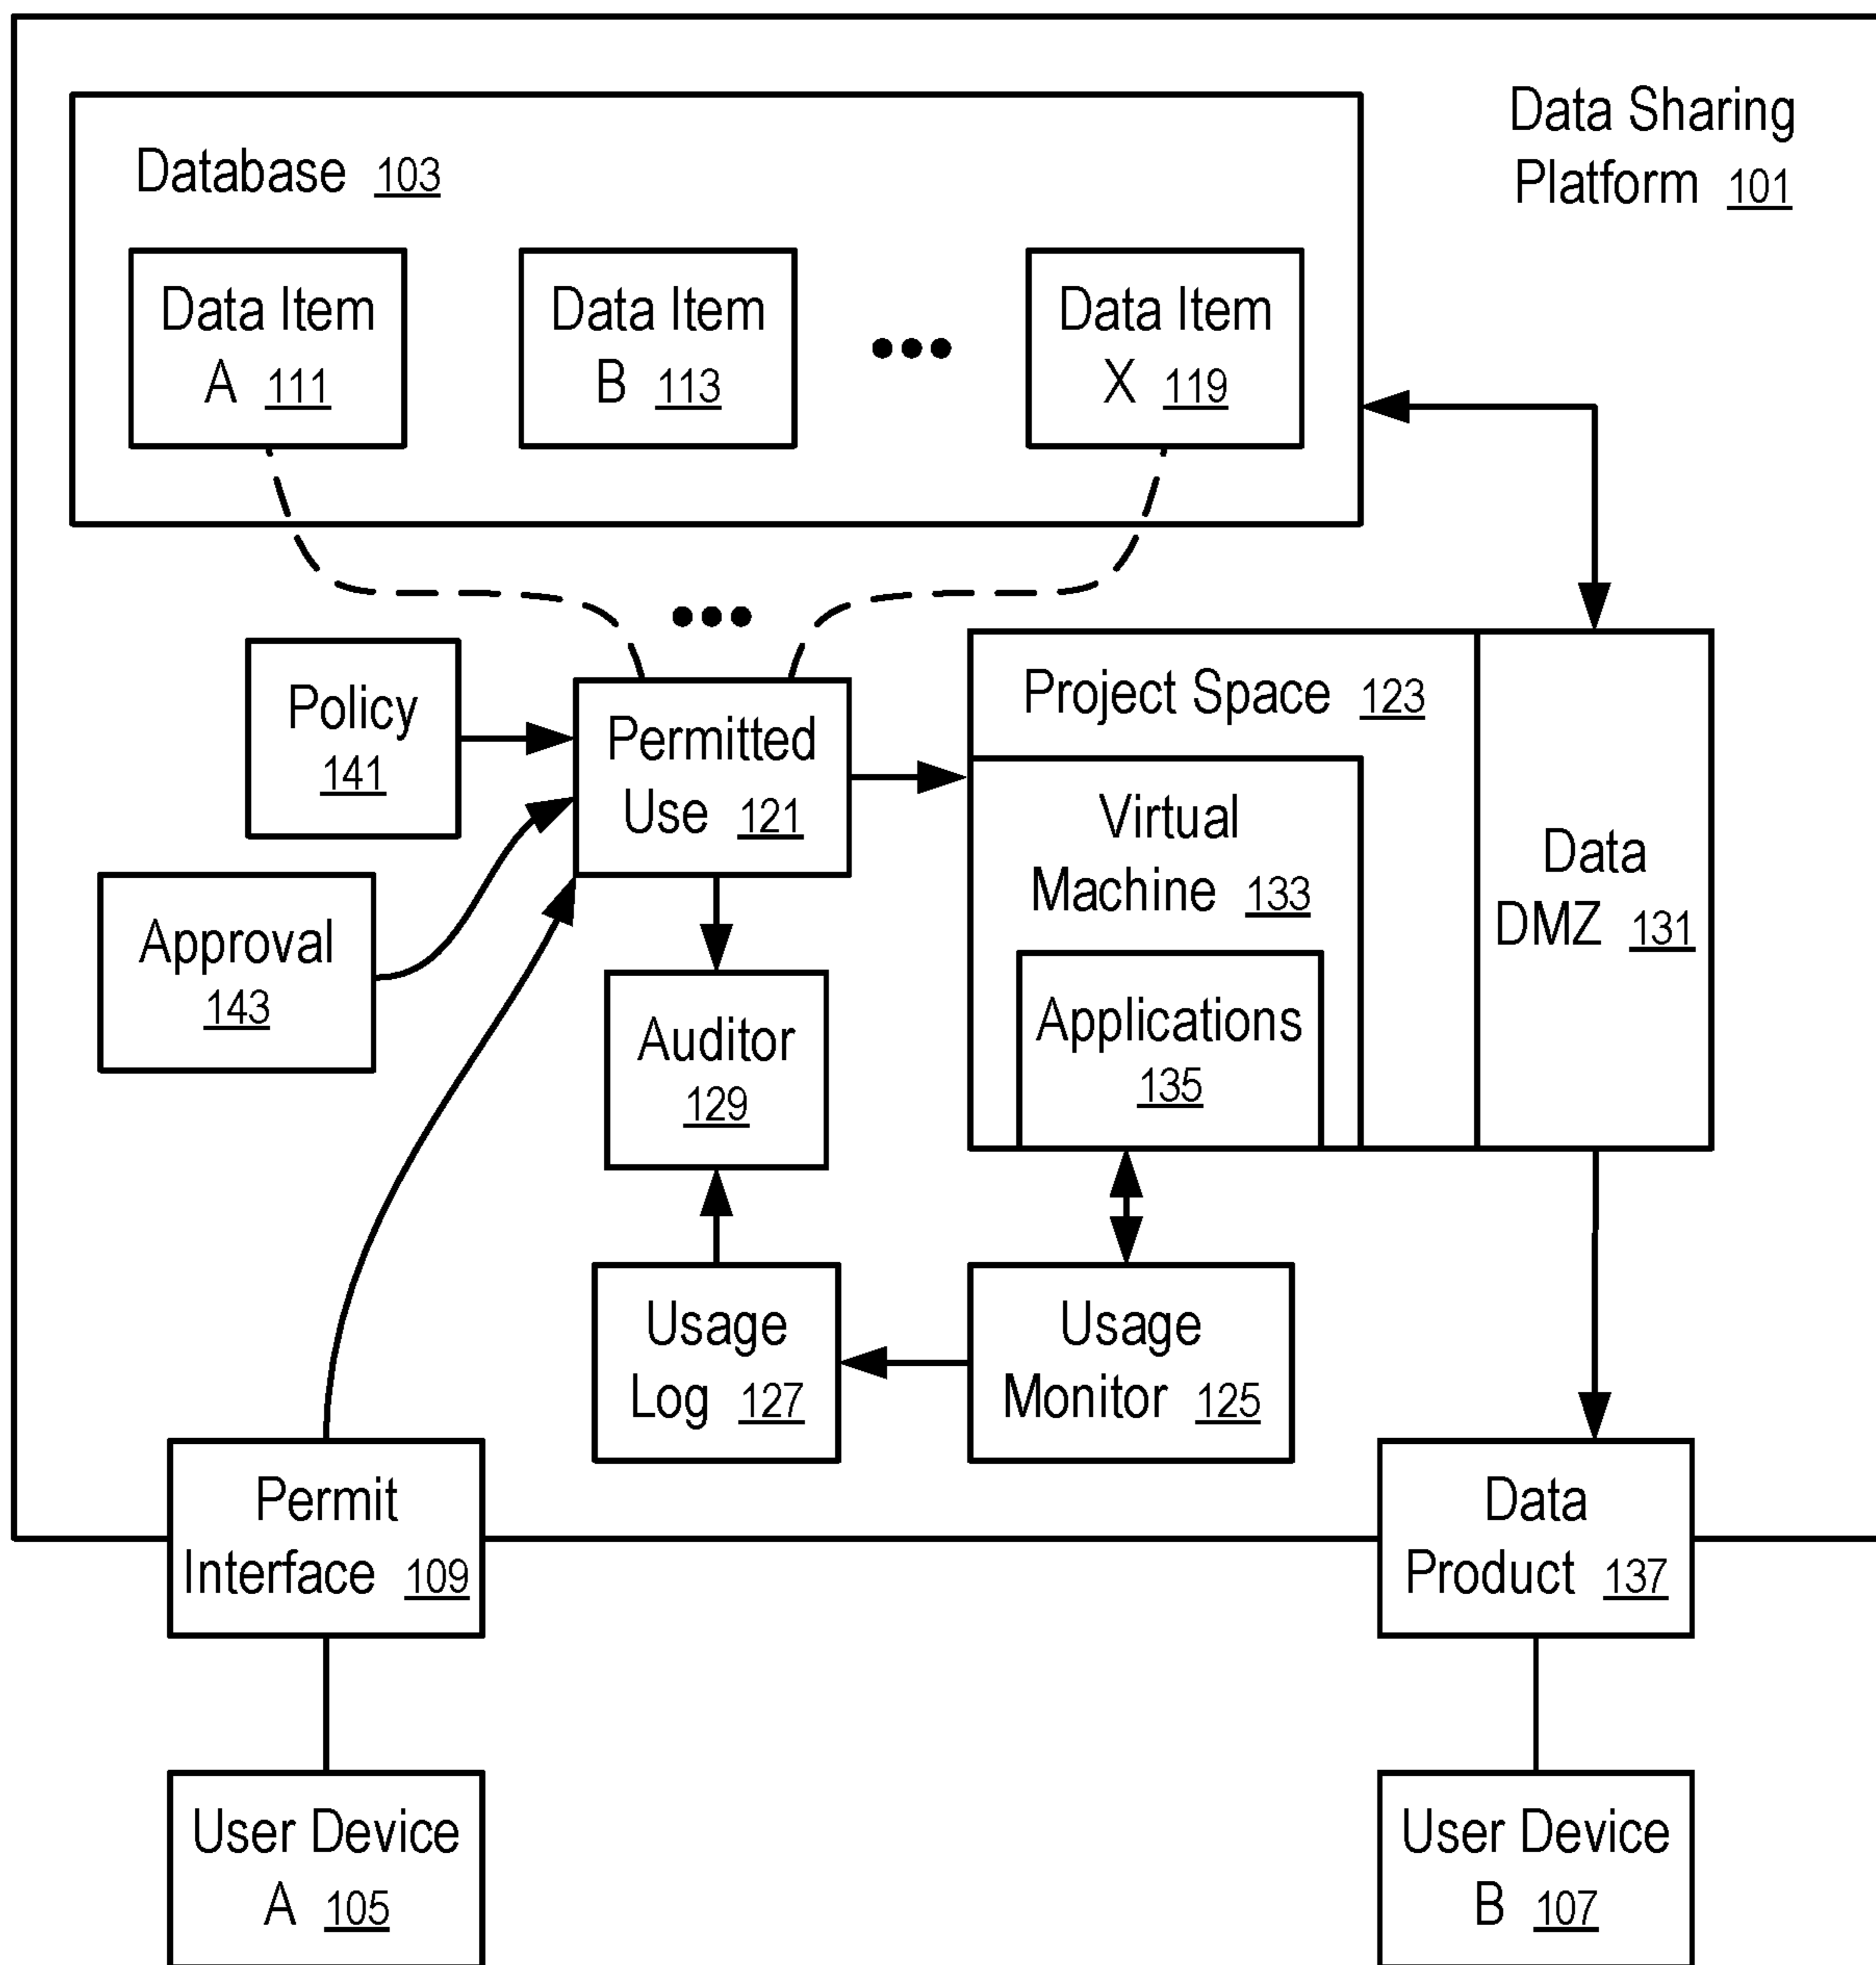 Data Sharing
Platform 101
Database 103
Data Item
A 111
Data Item
B 113
Data Item
X 119
Policy
141
Permitted
Use 121
Project Space 123
Virtual
Machine 133
Applications
135
Data
DMZ 131
Approval
143
Auditor
129
Usage
Log 127
Usage
Monitor 125
Permit
Interface 109
Data
Product 137
User Device
A 105
User Device
B 107